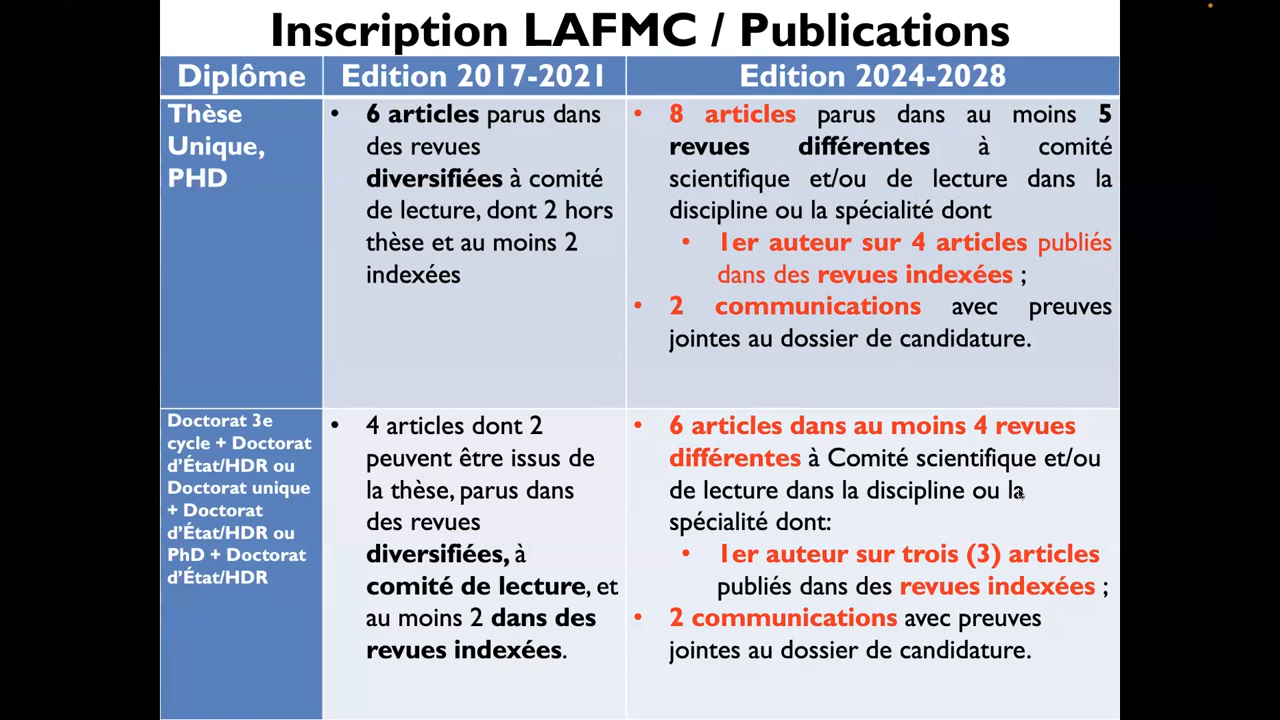 Inscription LAFMC / Publications
Diplôme
Edition 2017-2021
Edition 2024-2028
Thèse
Unique,
PHD
• 6 articles parus dans
des revues
diversifiées à comité
de lecture, dont 2 hors
thèse et au moins 2
indexées
• 8 articles parus dans au moins 5
revues différentes à comité
scientifique et/ou de lecture dans la
discipline ou la spécialité dont
• 1er auteur sur 4 articles publiés
dans des revues indexées ;
• 2 communications avec preuves
jointes au dossier de candidature.
Doctorat 3e
cycle + Doctorat
d'État/HDR ou
Doctorat unique
+ Doctorat
d'État/HDR ou
PhD + Doctorat
d'État/HDR
• 4 articles dont 2
peuvent être issus de
la thèse, parus dans
des revues
diversifiées, à
comité de lecture, et
au moins 2 dans des
revues indexées.
• 6 articles dans au moins 4 revues
différentes à Comité scientifique et/ou
de lecture dans la discipline ou la
spécialité dont:
• 1er auteur sur trois (3) articles
publiés dans des revues indexées ;
• 2 communications avec preuves
jointes au dossier de candidature.